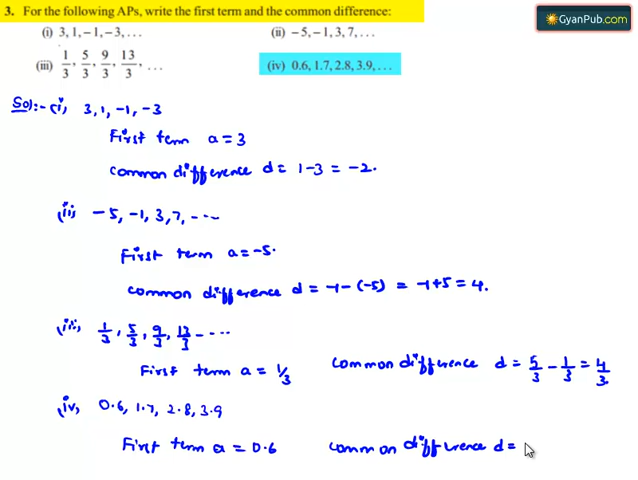 3. For the following APs, write the first term and the common difference:
GyanPub.com
(i) 3, 1, −1, −3, . . . (ii) −5, −1, 3, 7, . . .
(iii) 1/3, 5/3, 9/3, 13/3, . . . (iv) 0.6, 1.7, 2.8, 3.9, . . .
Sol:- (i) 3, 1, -1, -3
First term a = 3
Common difference d = 1-3 = -2.
(ii) -5, -1, 3, 7, ....
First term a = -5.
Common difference d = -1-(-5) = -1+5 = 4.
(iii) 1/3, 5/3, 9/3, 13/3 ....
First term a = 1/3 Common difference d = 5/3 - 1/3 = 4/3.
(iv) 0.6, 1.7, 2.8, 3.9
First term a = 0.6 Common difference d =